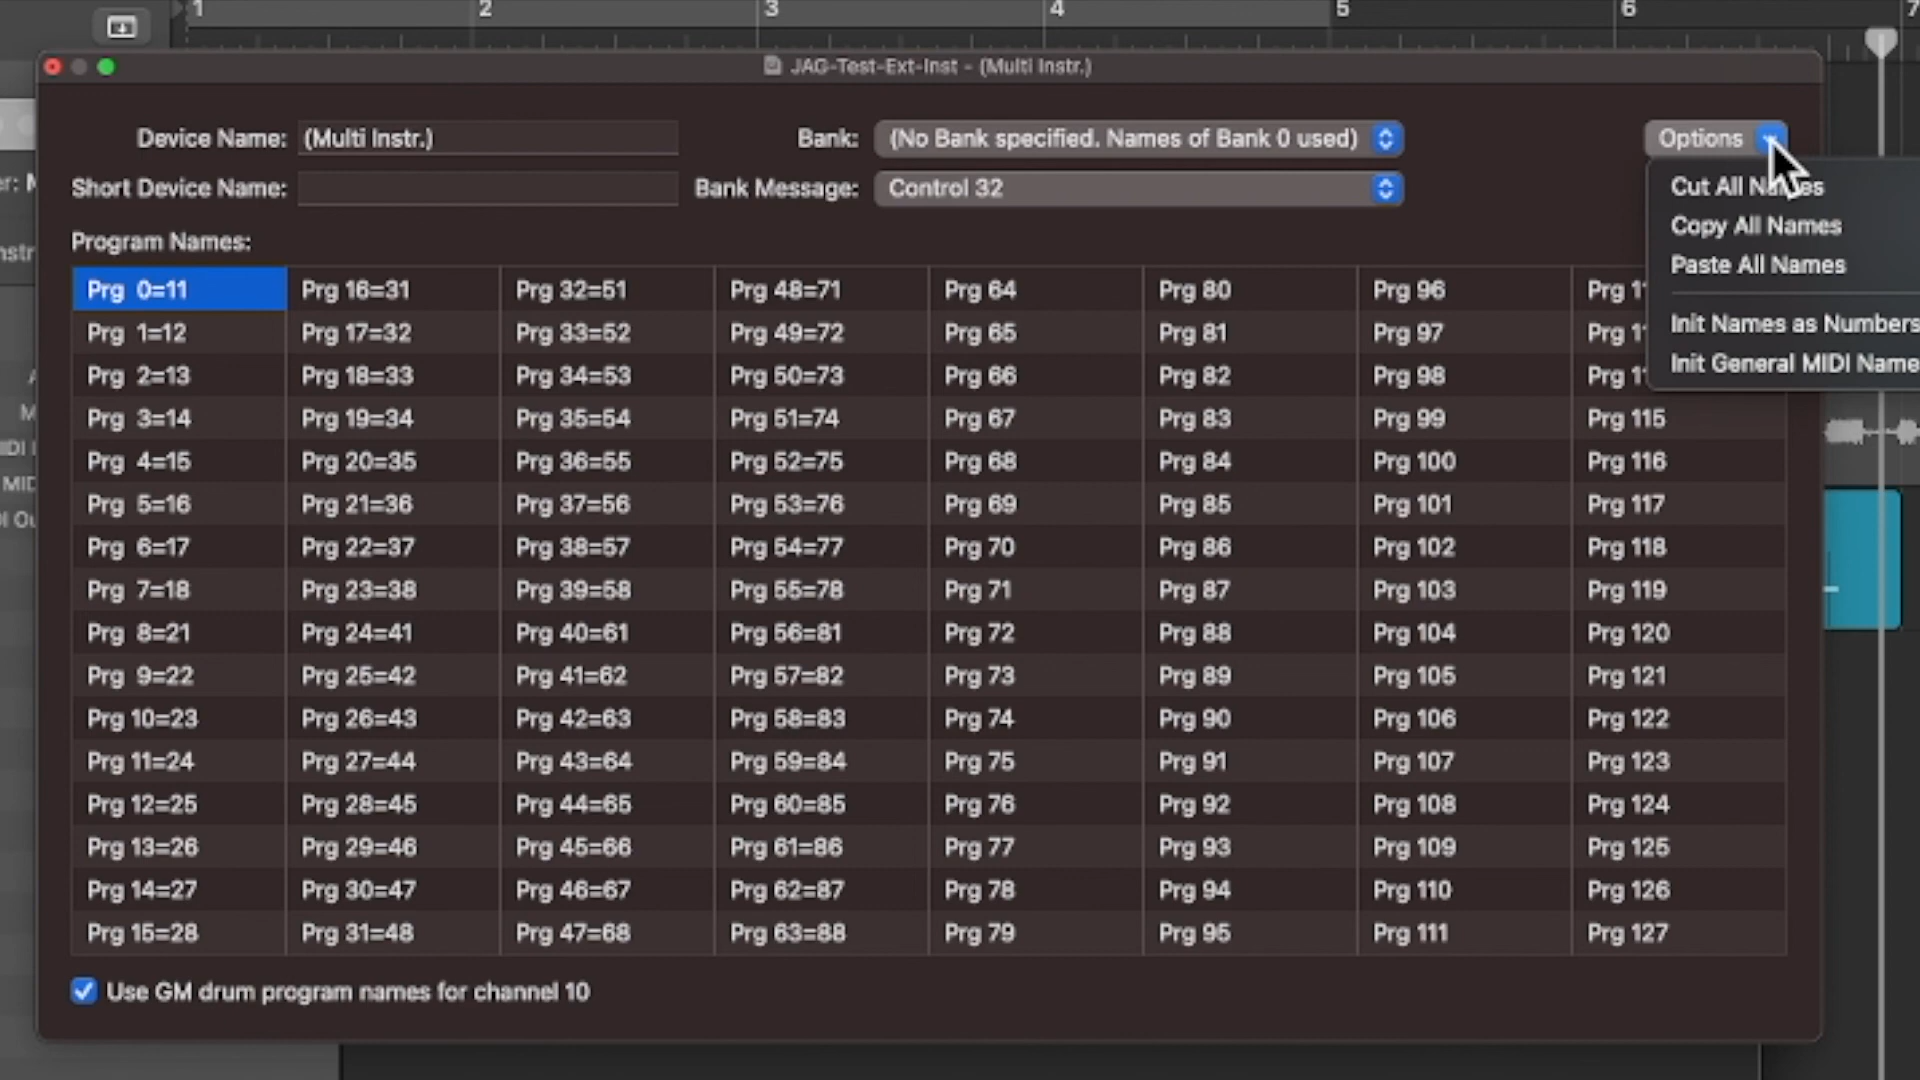 1 2 3 4 5 6 7
JAG-Test-Ext-Inst - (Multi Instr.)
Device Name: (Multi Instr.) Bank: (No Bank specified. Names of Bank 0 used) Options
Short Device Name: Bank Message: Control 32
Cut All Names
Copy All Names
Paste All Names
Init Names as Numbers
Init General MIDI Name
Program Names:
Prg 0=11 Prg 16=31 Prg 32=51 Prg 48=71 Prg 64 Prg 80 Prg 96 Prg
Prg 1=12 Prg 17=32 Prg 33=52 Prg 49=72 Prg 65 Prg 81 Prg 97 Prg
Prg 2=13 Prg 18=33 Prg 34=53 Prg 50=73 Prg 66 Prg 82 Prg 98 Prg
Prg 3=14 Prg 19=34 Prg 35=54 Prg 51=74 Prg 67 Prg 83 Prg 99 Prg 115
Prg 4=15 Prg 20=35 Prg 36=55 Prg 52=75 Prg 68 Prg 84 Prg 100 Prg 116
Prg 5=16 Prg 21=36 Prg 37=56 Prg 53=76 Prg 69 Prg 85 Prg 101 Prg 117
Prg 6=17 Prg 22=37 Prg 38=57 Prg 54=77 Prg 70 Prg 86 Prg 102 Prg 118
Prg 7=18 Prg 23=38 Prg 39=58 Prg 55=78 Prg 71 Prg 87 Prg 103 Prg 119
Prg 8=21 Prg 24=41 Prg 40=61 Prg 56=81 Prg 72 Prg 88 Prg 104 Prg 120
Prg 9=22 Prg 25=42 Prg 41=62 Prg 57=82 Prg 73 Prg 89 Prg 105 Prg 121
Prg 10=23 Prg 26=43 Prg 42=63 Prg 58=83 Prg 74 Prg 90 Prg 106 Prg 122
Prg 11=24 Prg 27=44 Prg 43=64 Prg 59=84 Prg 75 Prg 91 Prg 107 Prg 123
Prg 12=25 Prg 28=45 Prg 44=65 Prg 60=85 Prg 76 Prg 92 Prg 108 Prg 124
Prg 13=26 Prg 29=46 Prg 45=66 Prg 61=86 Prg 77 Prg 93 Prg 109 Prg 125
Prg 14=27 Prg 30=47 Prg 46=67 Prg 62=87 Prg 78 Prg 94 Prg 110 Prg 126
Prg 15=28 Prg 31=48 Prg 47=68 Prg 63=88 Prg 79 Prg 95 Prg 111 Prg 127
Use GM drum program names for channel 10